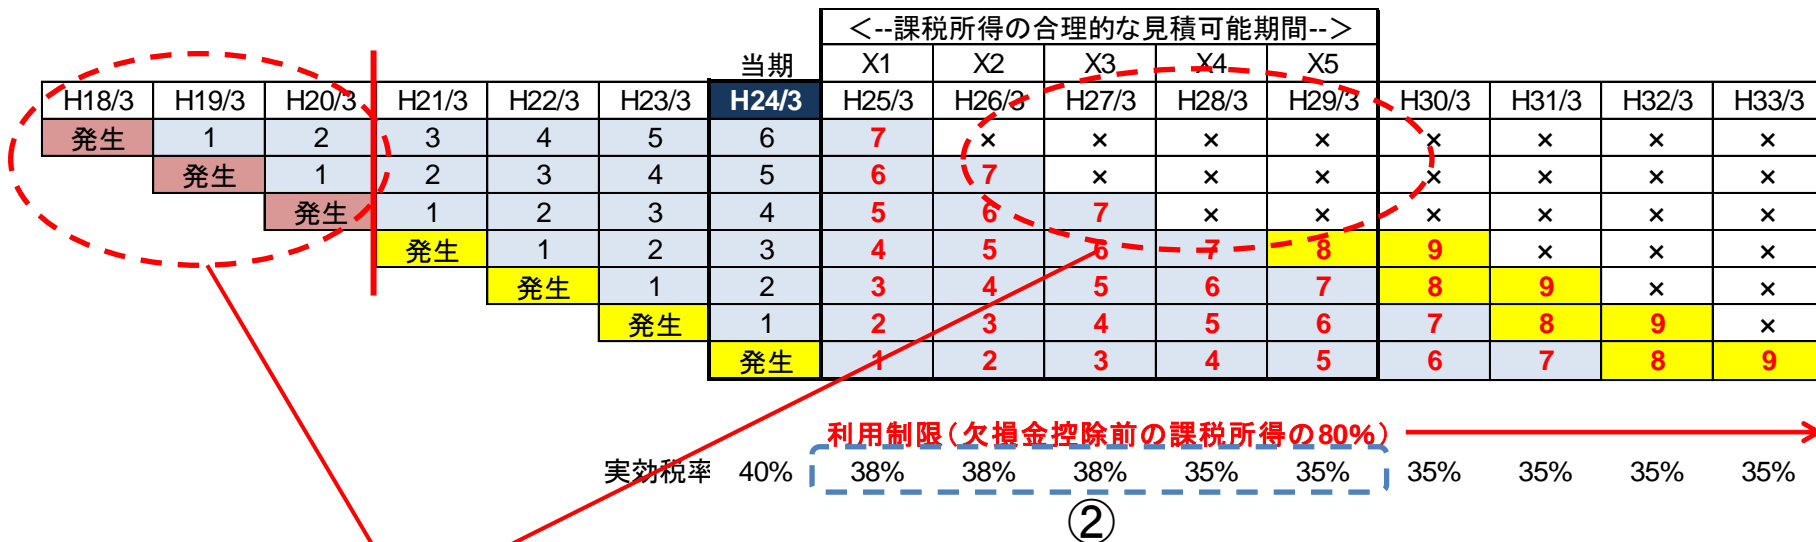 <--課税所得の合理的な見積可能期間-->
当期 X1 X2 X3 X4 X5
H18/3 H19/3 H20/3 H21/3 H22/3 H23/3 H24/3 H25/3 H26/3 H27/3 H28/3 H29/3 H30/3 H31/3 H32/3 H33/3
発生 1 2 3 4 5 6 7 × × × × × × × ×
発生 1 2 3 4 5 6 7 × × × × × × ×
発生 1 2 3 4 5 6 7 × × × × × ×
発生 1 2 3 4 5 6 7 8 9 × × ×
発生 1 2 3 4 5 6 7 8 9 × ×
発生 1 2 3 4 5 6 7 8 9 ×
発生 1 2 3 4 5 6 7 8 9
利用制限(欠損金控除前の課税所得の80%)
実効税率 40% 38% 38% 38% 35% 35% 35% 35% 35% 35%
②